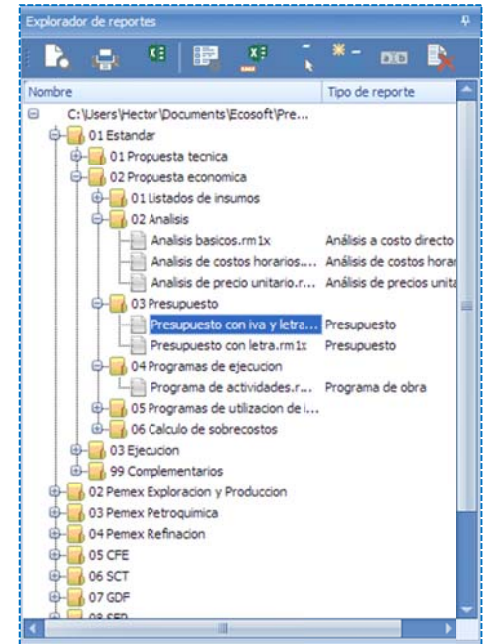 Explorador de reportes
Nombre Tipo de reporte
C:\Users\Hector\Documents\Ecosoft\Pre...
01 Estandar
01 Propuesta tecnica
02 Propuesta economica
01 Listados de insumos
02 Analisis
Analisis basicos.rm1x Análisis a costo directo
Analisis de costos horarios.... Análisis de costos horar
Analisis de precio unitario.r... Análisis de precios unita
03 Presupuesto
Presupuesto con iva y letra... Presupuesto
Presupuesto con letra.rm1x Presupuesto
04 Programas de ejecucion
Programa de actividades.r... Programa de obra
05 Programas de utilizacion de i...
06 Calculo de sobrecostos
03 Ejecucion
99 Complementarios
02 Pemex Exploracion y Produccion
03 Pemex Petroquimica
04 Pemex Refinacion
05 CFE
06 SCT
07 GDF
08 SEP